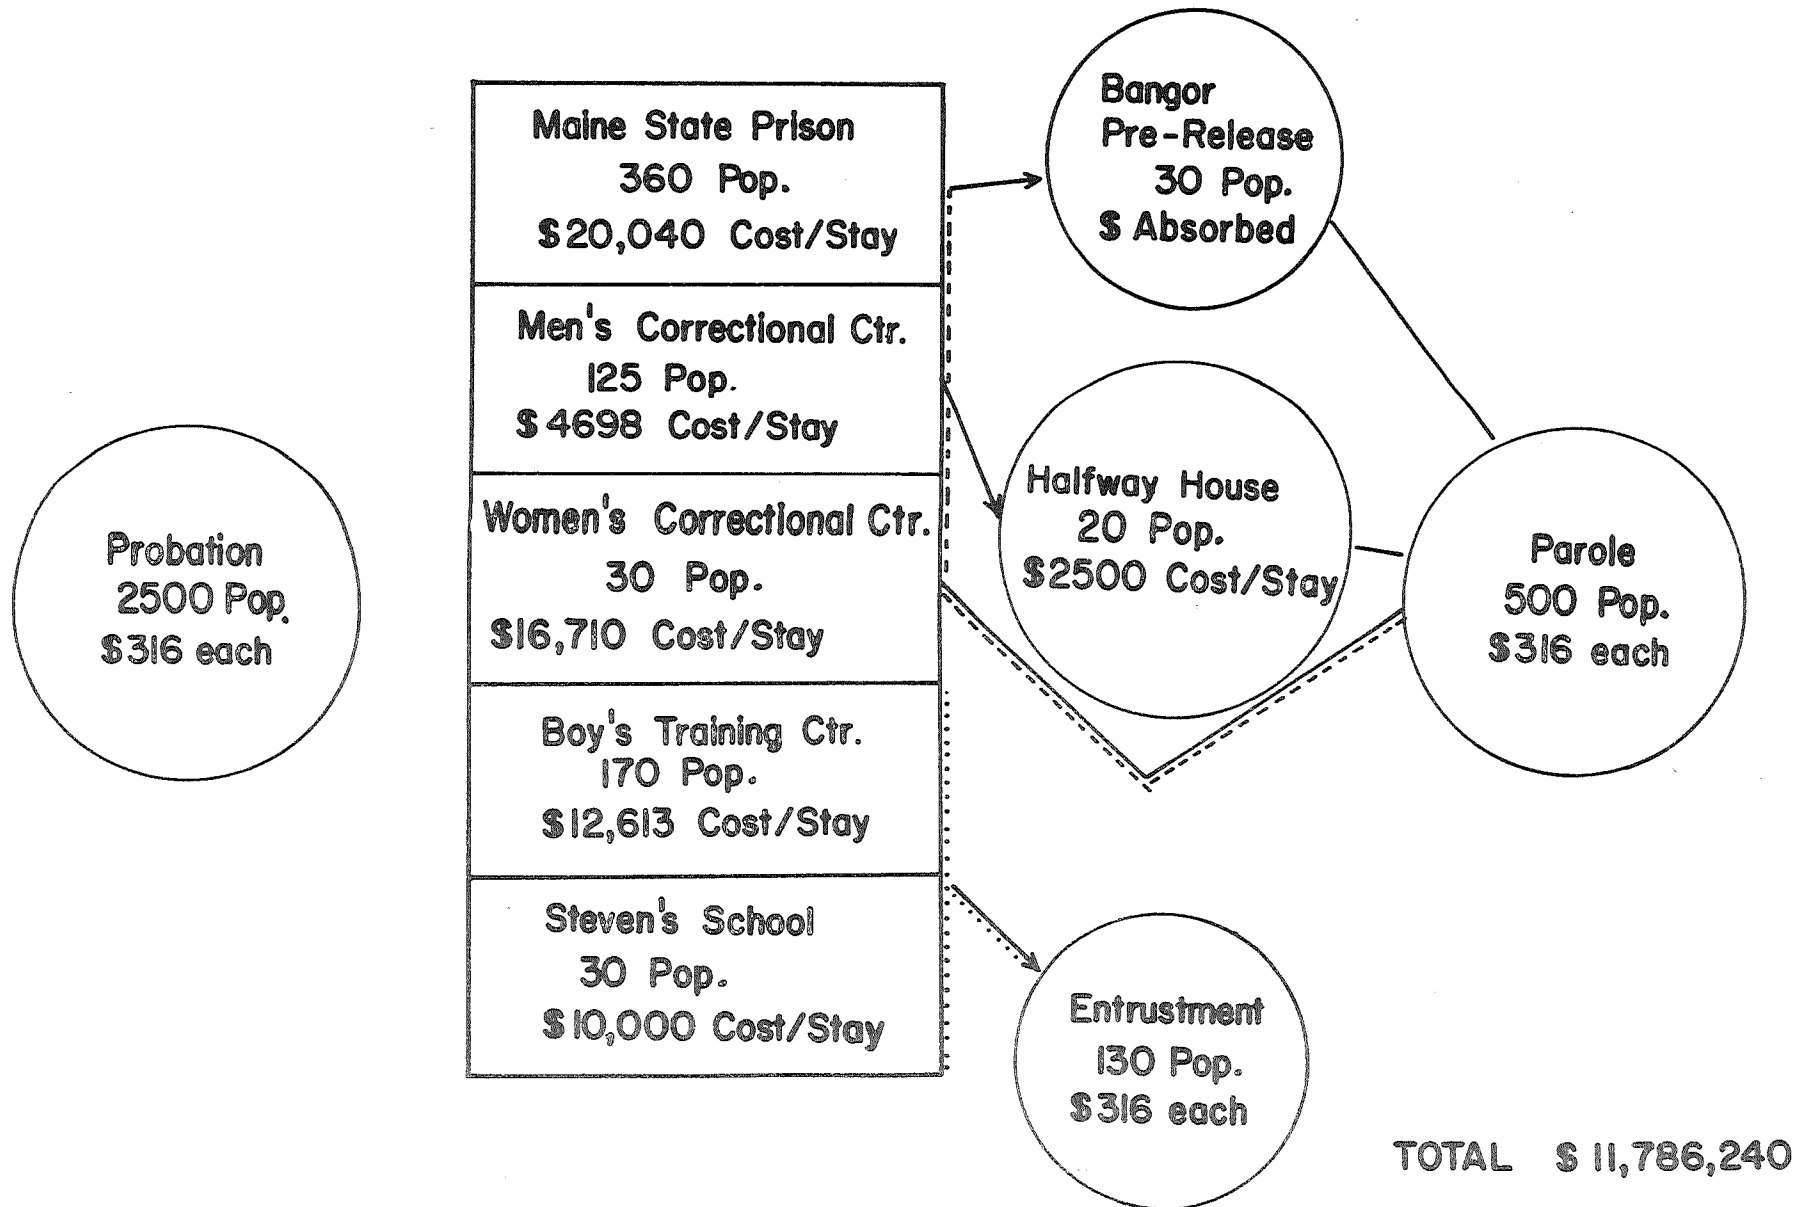 Probation
2500 Pop.
$316 each
Maine State Prison
360 Pop.
$20,040 Cost/Stay
Men's Correctional Ctr.
125 Pop.
$4698 Cost/Stay
Women's Correctional Ctr.
30 Pop.
$16,710 Cost/Stay
Boy's Training Ctr.
170 Pop.
$12,613 Cost/Stay
Steven's School
30 Pop.
$10,000 Cost/Stay
Bangor
Pre-Release
30 Pop.
$ Absorbed
Halfway House
20 Pop.
$2500 Cost/Stay
Parole
500 Pop.
$316 each
Entrustment
130 Pop.
$316 each
TOTAL $ 11,786,240